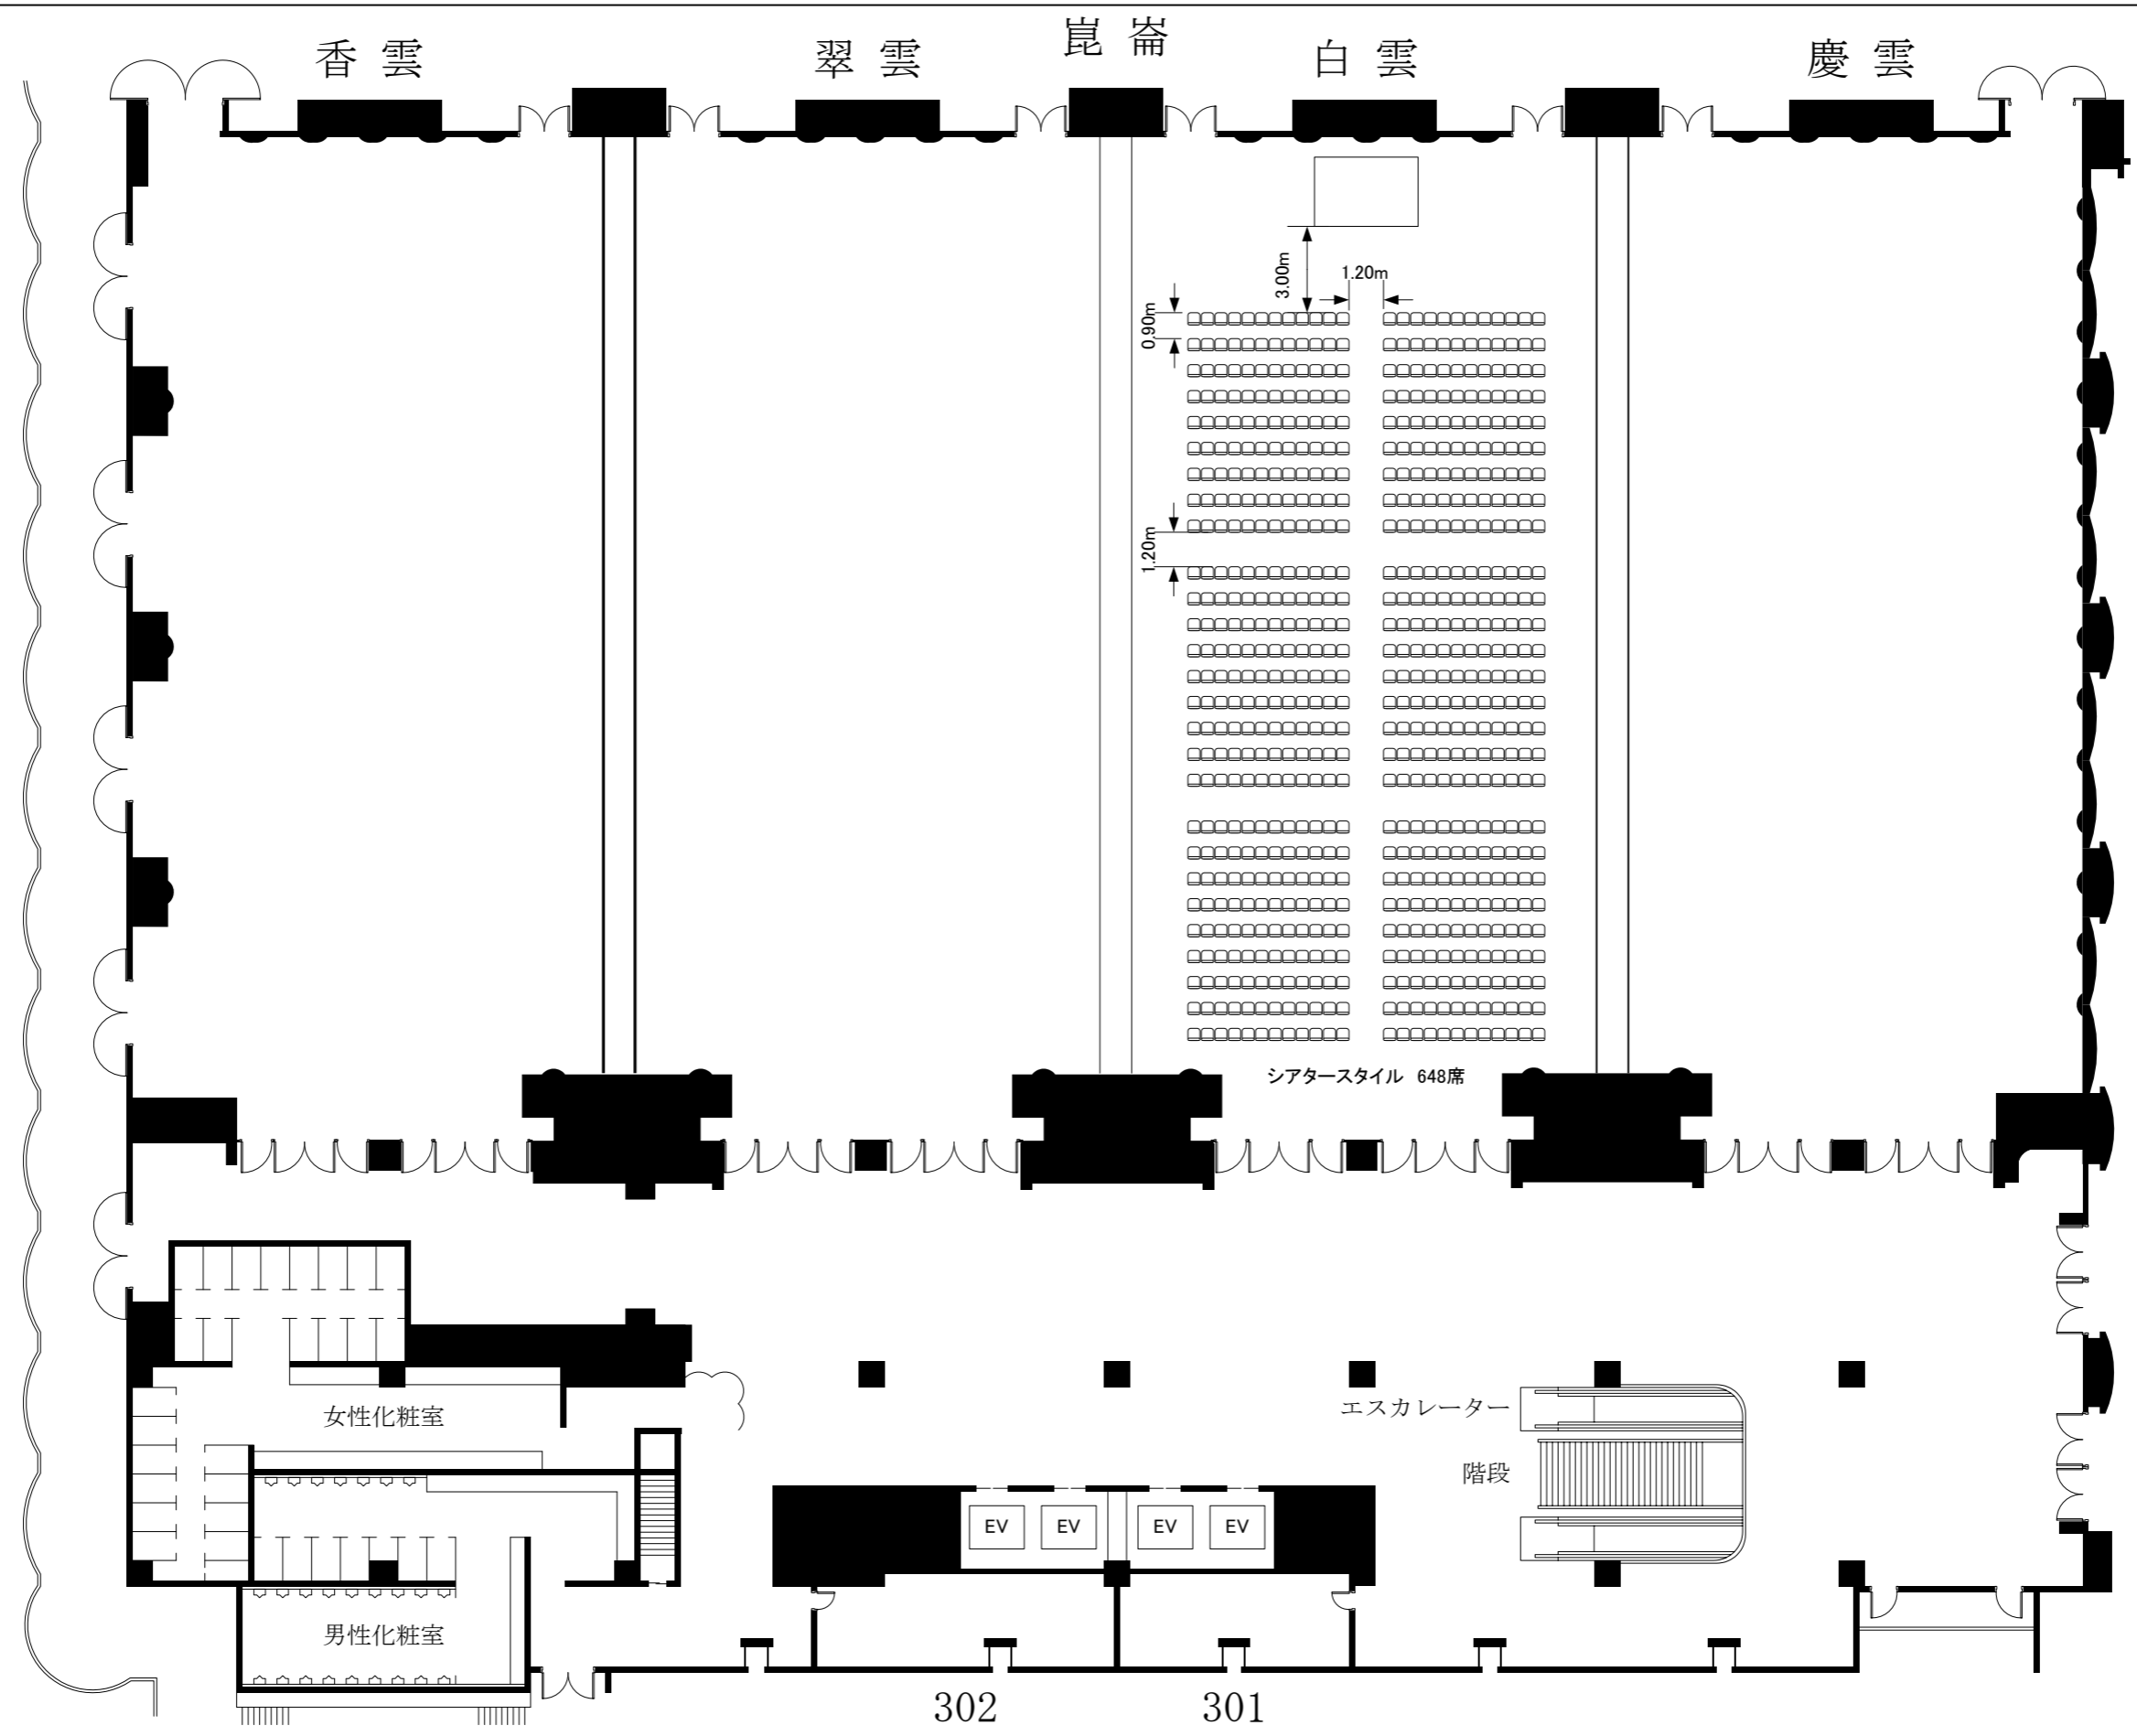 崑崙
香雲
翠雲
白雲
慶雲
3.00m
1.20m
0.90m
1.20m
シアタースタイル 648席
エスカレーター
女性化粧室
階段
EV
EV
EV
EV
男性化粧室
302
301